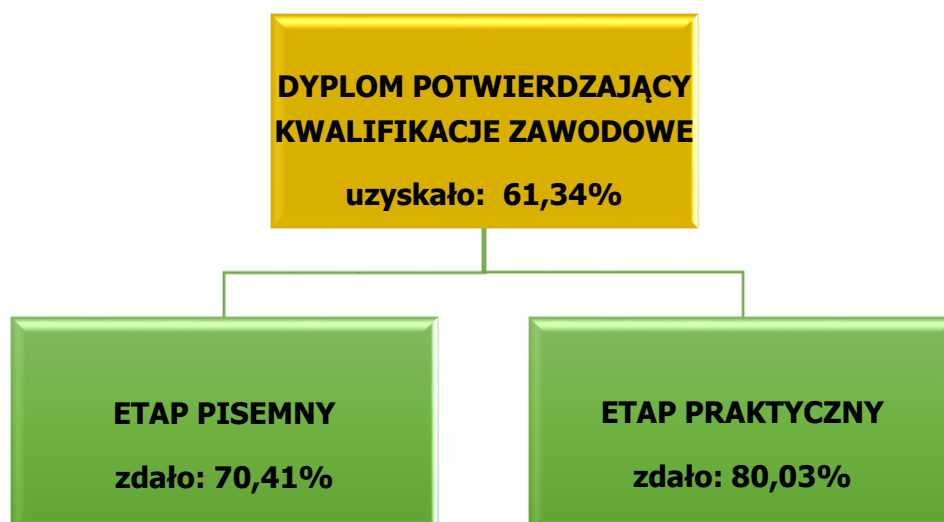 DYPLOM POTWIERDZAJĄCY
KWALIFIKACJE ZAWODOWE
uzyskało: 61,34%
ETAP PISEMNY
zdało: 70,41%
ETAP PRAKTYCZNY
zdało: 80,03%